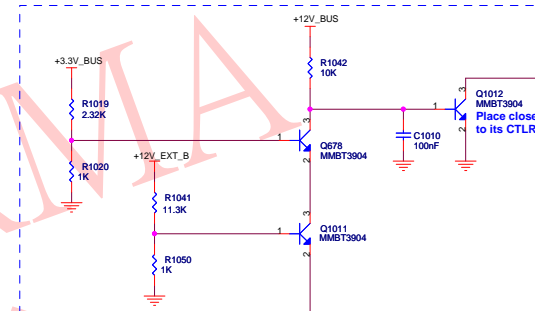 +12V_BUS
+3.3V_BUS
R1042
10K
R1019
2.32K
3
Q1012
MMBT3904
1
Place close
to its CTLR
2
C1010
100nF
3
1
Q678
MMBT3904
2
R1020
1K
+12V_EXT_B
R1041
11.3K
3
1
Q1011
MMBT3904
2
R1050
1K
MA